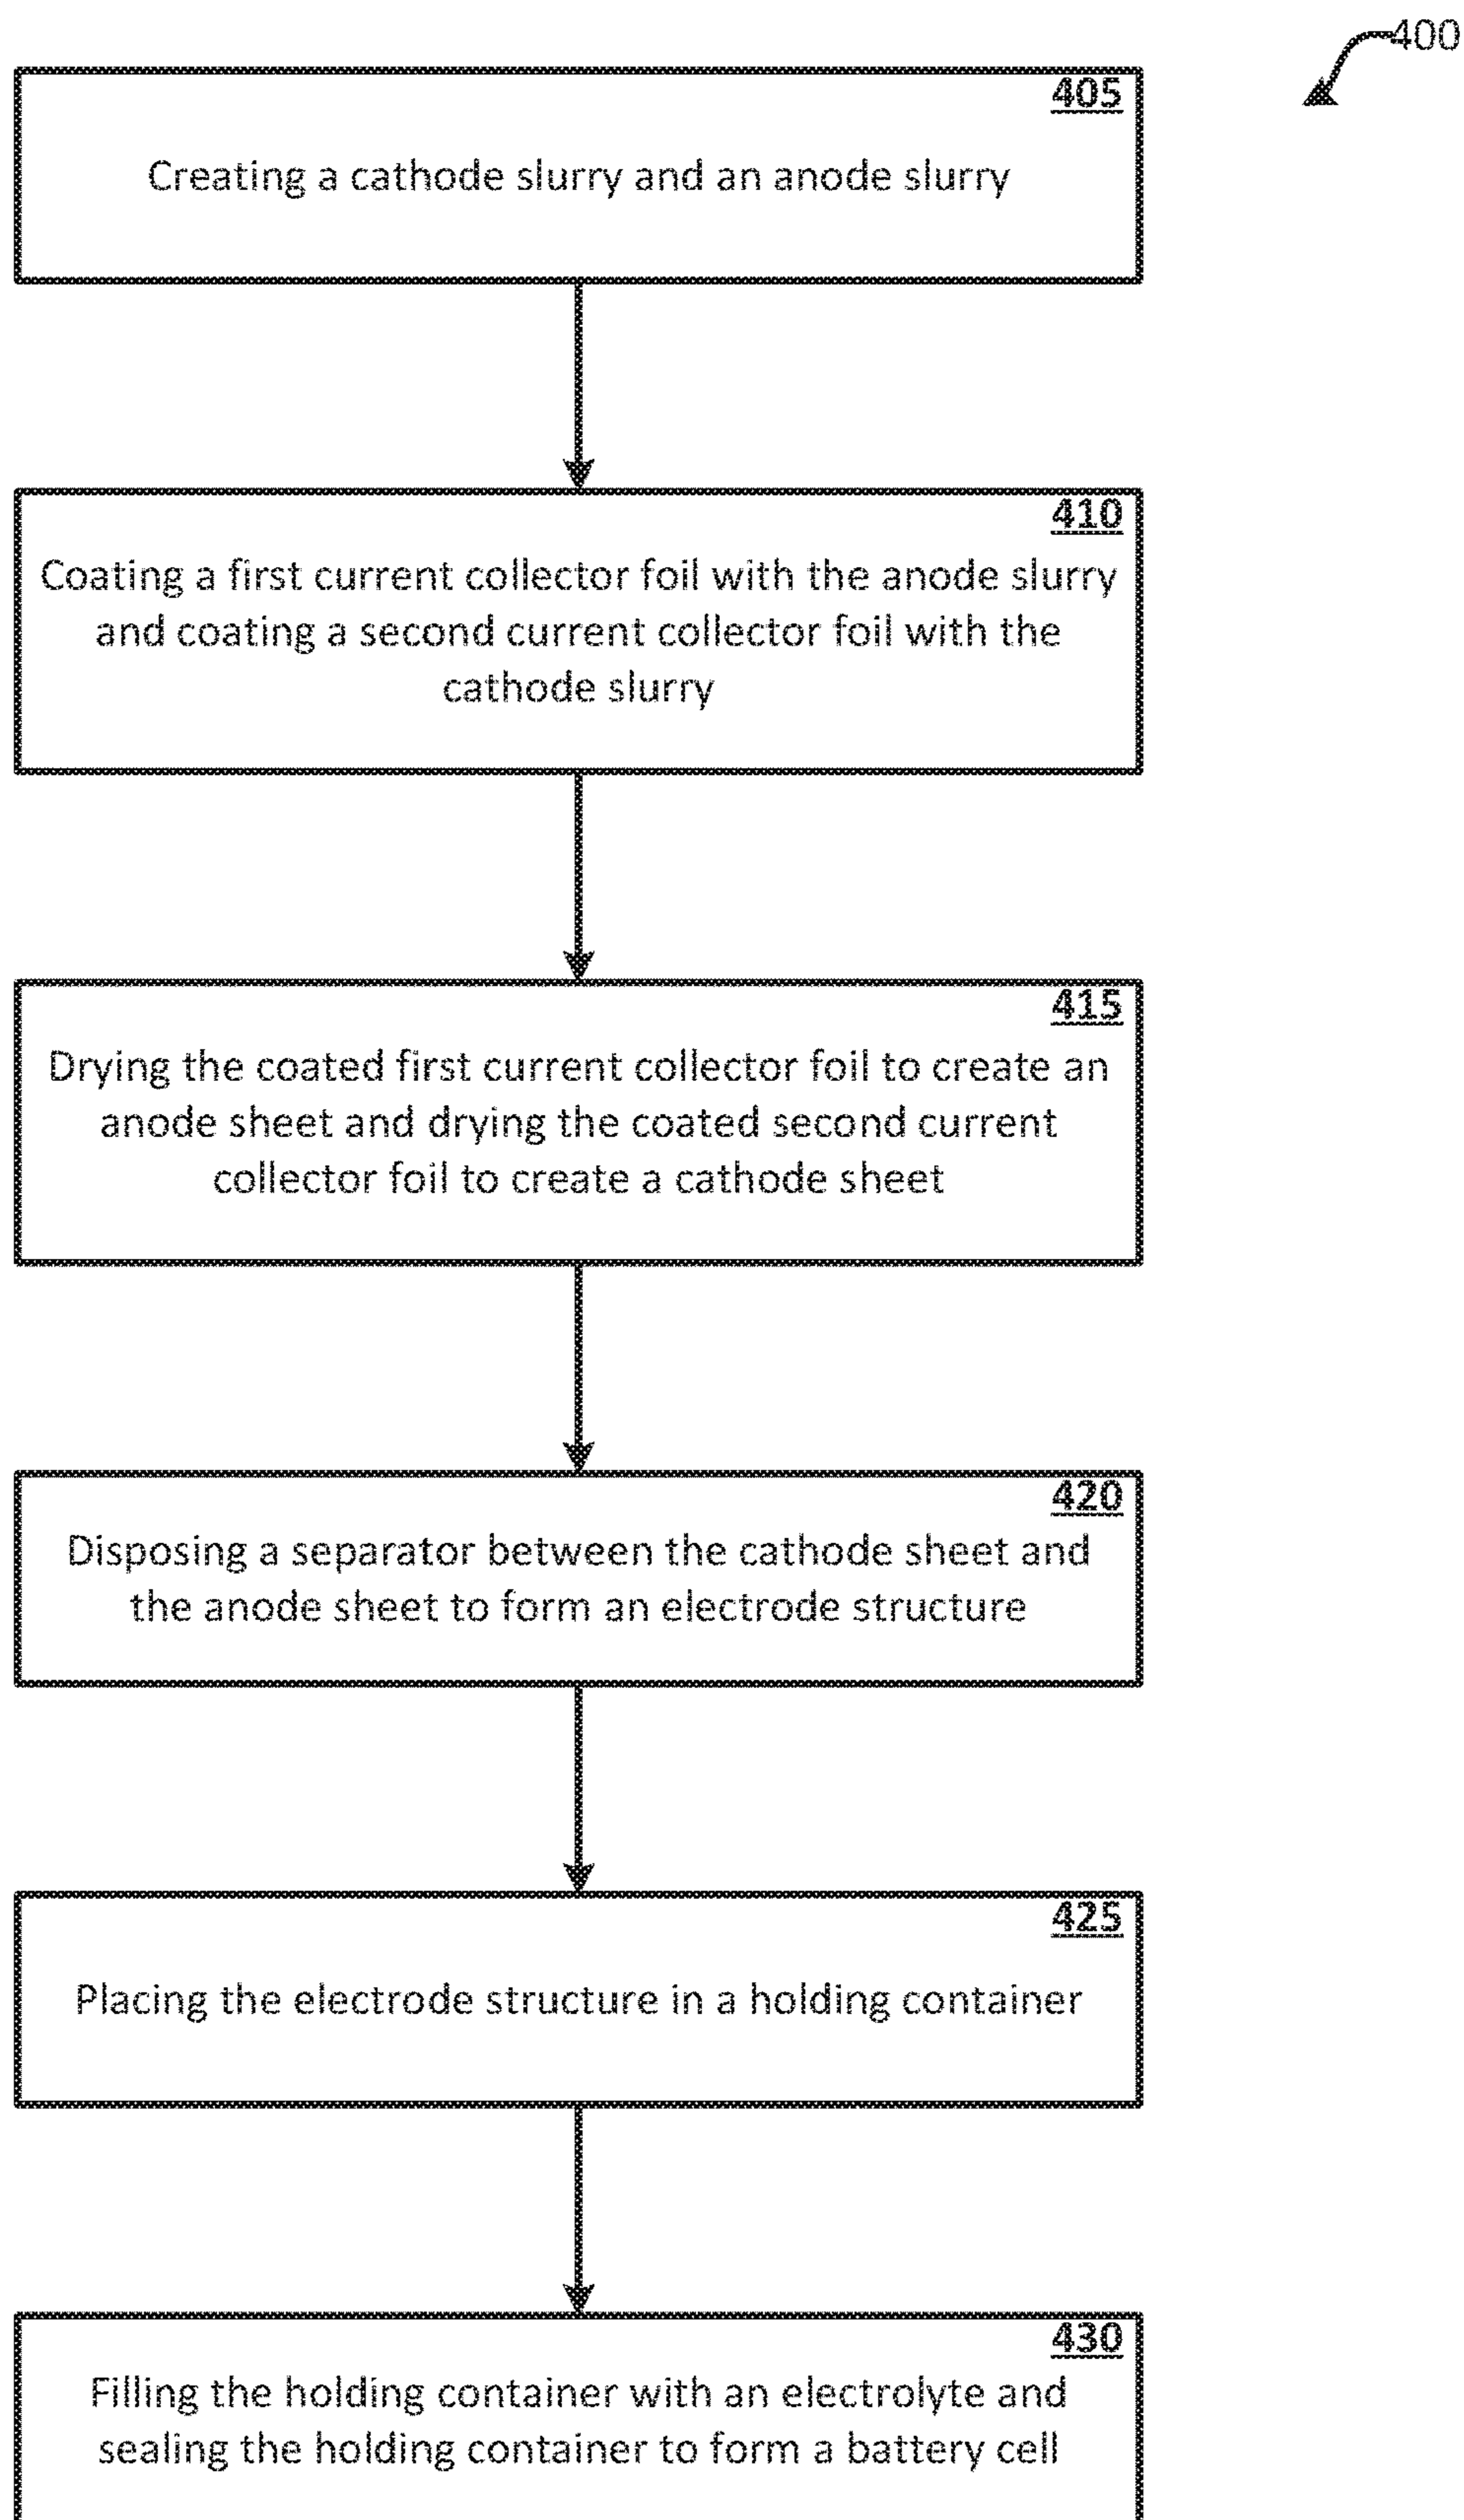 400
405
Creating a cathode slurry and an anode slurry
410
Coating a first current collector foil with the anode slurry
and coating a second current collector foil with the
cathode slurry
415
Drying the coated first current collector foil to create an
anode sheet and drying the coated second current
collector foil to create a cathode sheet
420
Disposing a separator between the cathode sheet and
the anode sheet to form an electrode structure
425
Placing the electrode structure in a holding container
430
Filling the holding container with an electrolyte and
sealing the holding container to form a battery cell